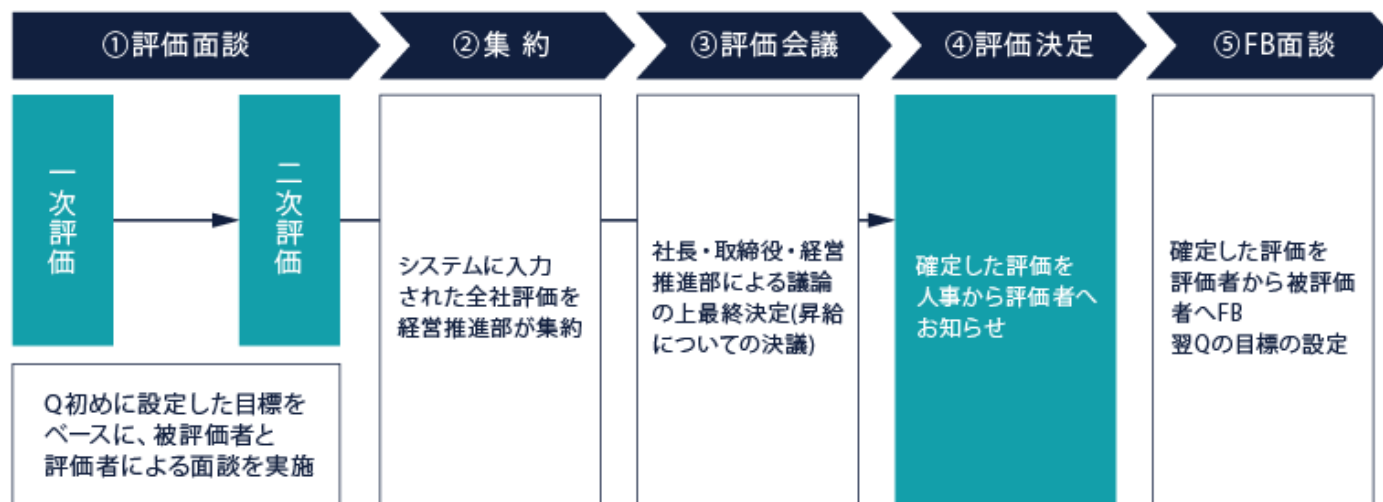 ①評価面談
②集 約
③評価会議
④評価決定
⑤FB面談
一次評価
二次評価
Q初めに設定した目標を
ベースに、被評価者と
評価者による面談を実施
システムに入力
された全社評価を
経営推進部が集約
社長・取締役・経営
推進部による議論
の上最終決定(昇給
についての決議)
確定した評価を
人事から評価者へ
お知らせ
確定した評価を
評価者から被評価
者へFB
翌Qの目標の設定